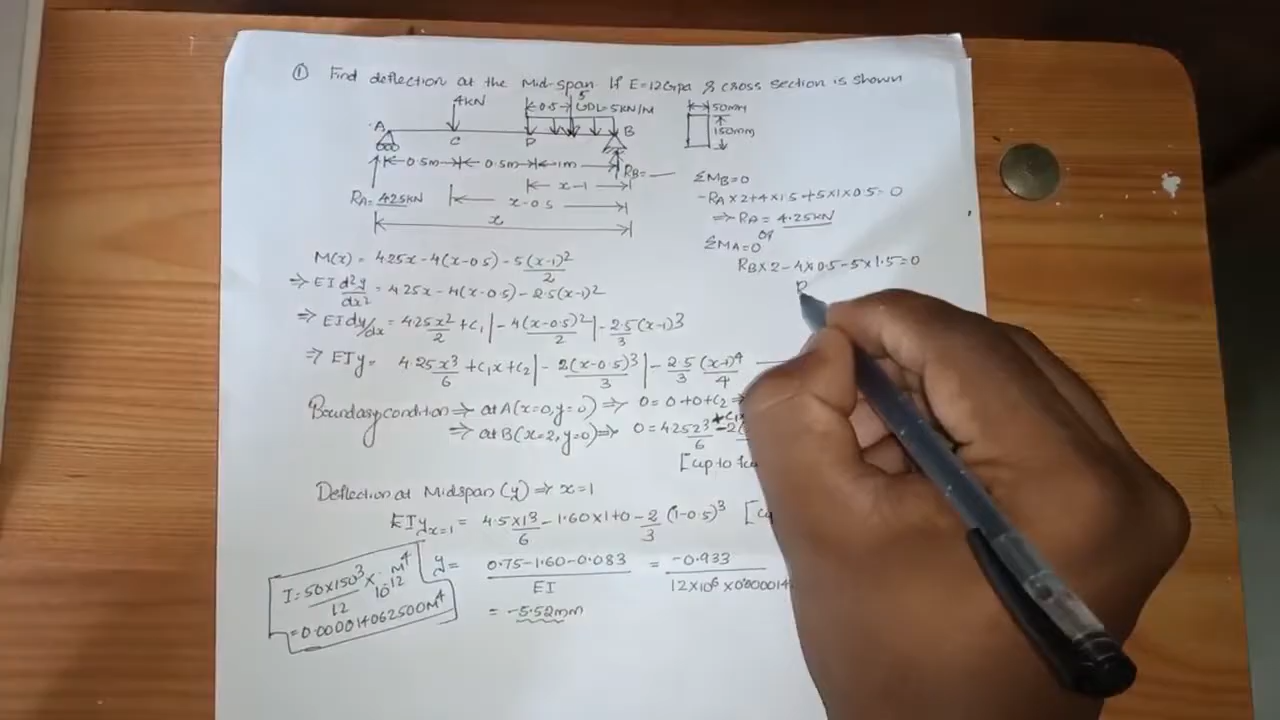 ① Find deflection at the Mid-span If E=12Gpa & cross section is shown
4KN
0.5
5
UDL=5KN/M
50mm
150mm
A
C
D
B
0.5m
0.5m
1m
RB=
x-1
RA=4.25KN
x-0.5
x
ΣMB=0
-RA×2+4×1.5+5×1×0.5=0
⇒ RA = 4.25KN
or
ΣMA=0
RB×2-4×0.5-5×1.5=0
R
M(x) = 4.25x-4(x-0.5)-5(x-1)²/2
⇒ EI d²y/dx² = 4.25x-4(x-0.5)-2.5(x-1)²
⇒ EI dy/dx = 4.25x²/2 +C₁ | -4(x-0.5)²/2 | -2.5/3 (x-1)³
⇒ EIy = 4.25x³/6 +C₁x+C₂ | - 2(x-0.5)³/3 | - 2.5/3 (x-1)⁴/4
Boundary condition ⇒ at A(x=0,y=0) ⇒ 0=0+0+C₂ ⇒
⇒ at B(x=2,y=0) ⇒ 0=4.25 2³/6
[up to
Deflection at Midspan (y) ⇒ x=1
EIy x=1 = 4.5×1³/6 - 1.60×1+0-2/3 (1-0.5)³
y = 0.75-1.60-0.083/EI = -0.933/12×10⁶×0.000014
= -5.52mm
I = 50×150³/12 × M⁴/10¹²
=0.000014062500M⁴